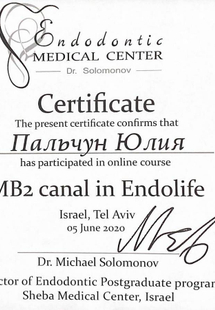 Endodontic
MEDICAL CENTER
Dr. Solomonov
Certificate
The present certificate confirms that
Пальчун Юлия
has participated in online course
MB2 canal in Endolife
Israel, Tel Aviv
05 June 2020
Dr. Michael Solomonov
ctor of Endodontic Postgraduate program
Sheba Medical Center, Israel